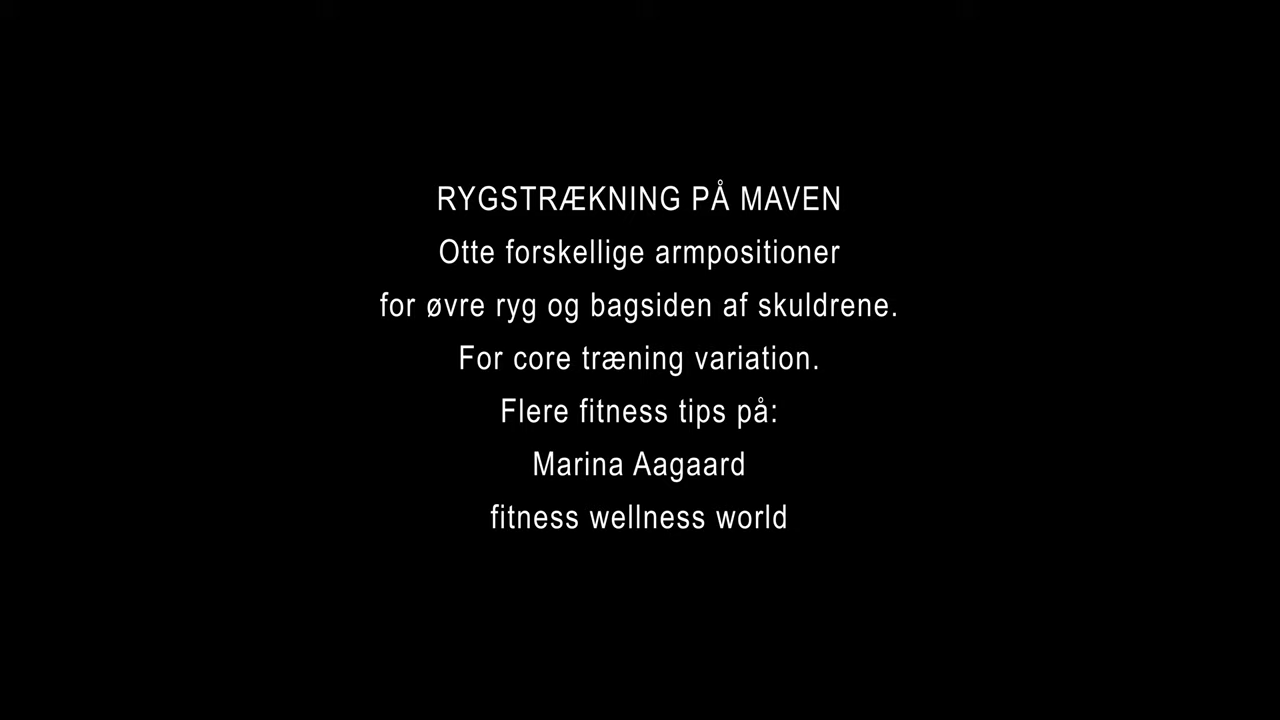 RYGSTRÆKNING PÅ MAVEN
Otte forskellige armpositioner
for øvre ryg og bagsiden af skuldrene.
For core træning variation.
Flere fitness tips på:
Marina Aagaard
fitness wellness world